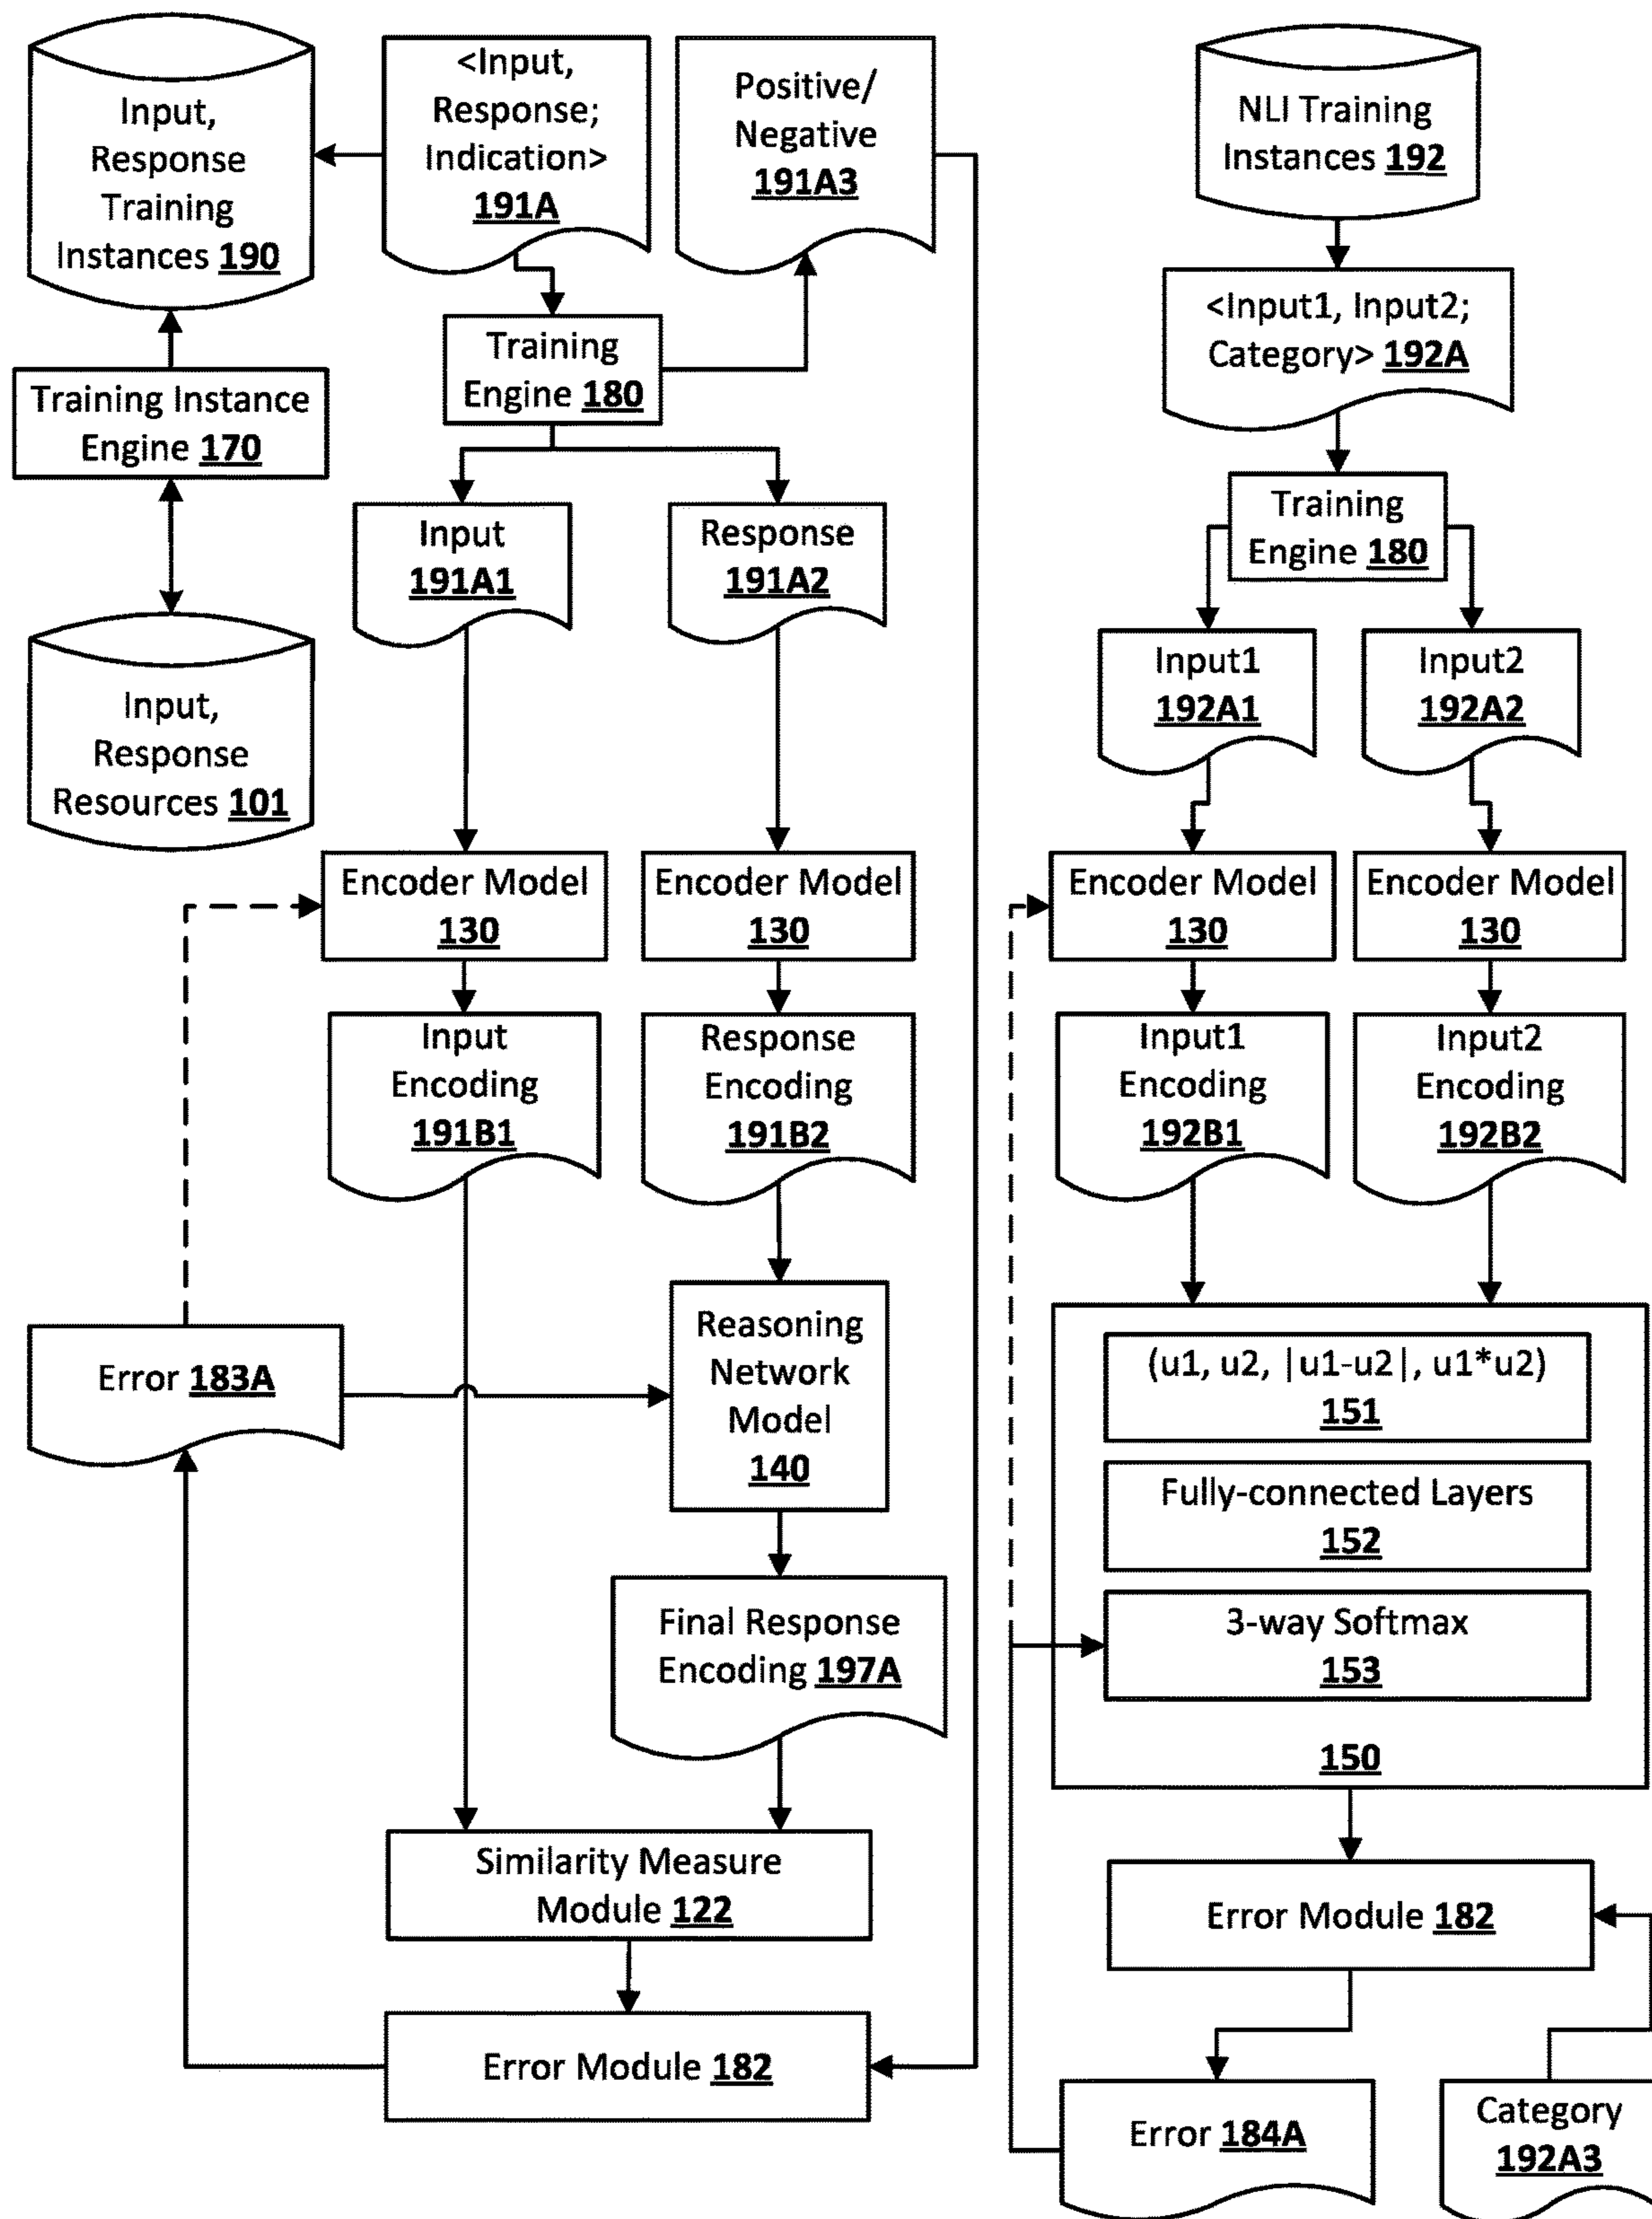 Input,
Response
Training
Instances 190
<Input,
Response;
Indication>
191A
Positive/
Negative
191A3
Training Instance
Engine 170
Training
Engine 180
Input
191A1
Response
191A2
Input,
Response
Resources 101
Encoder Model
130
Encoder Model
130
Input
Encoding
191B1
Response
Encoding
191B2
Error 183A
Reasoning
Network
Model
140
Final Response
Encoding 197A
Similarity Measure
Module 122
Error Module 182
NLI Training
Instances 192
<Input1, Input2;
Category> 192A
Training
Engine 180
Input1
192A1
Input2
192A2
Encoder Model
130
Encoder Model
130
Input1
Encoding
192B1
Input2
Encoding
192B2
(u1, u2, |u1-u2|, u1*u2)
151
Fully-connected Layers
152
3-way Softmax
153
150
Error Module 182
Error 184A
Category
192A3